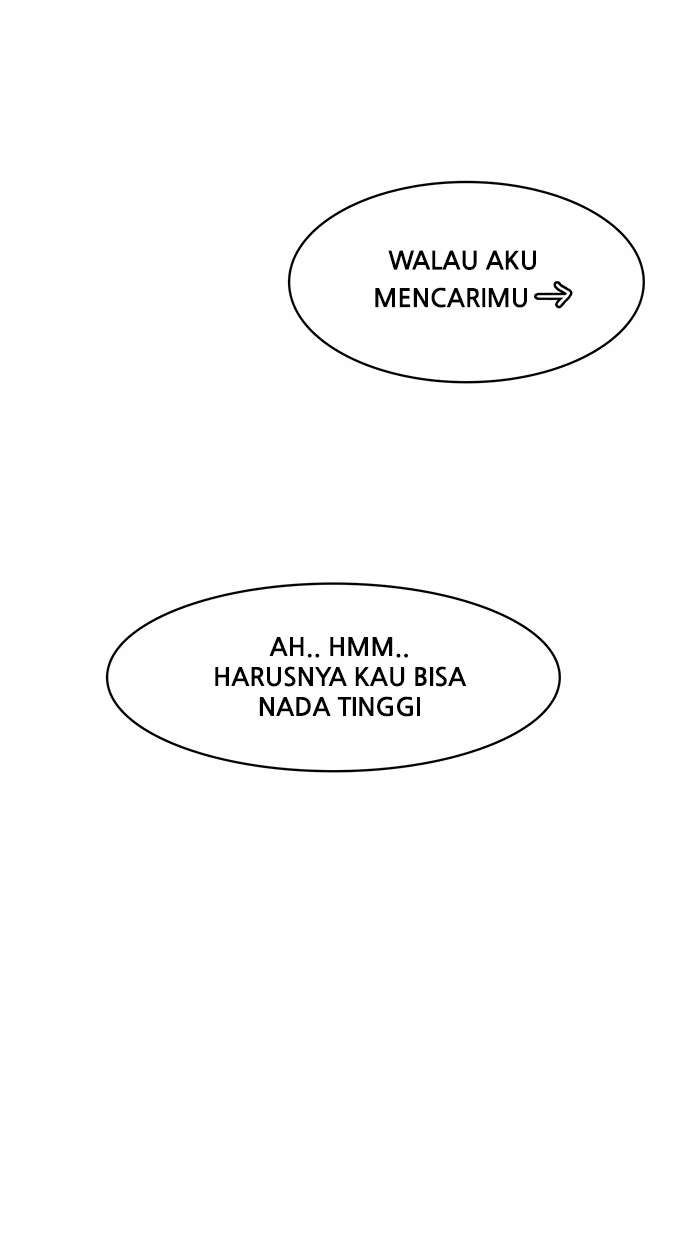 WALAU AKU
MENCARIMU⇒
AH.. HMM..
HARUSNYA KAU BISA
NADA TINGGI